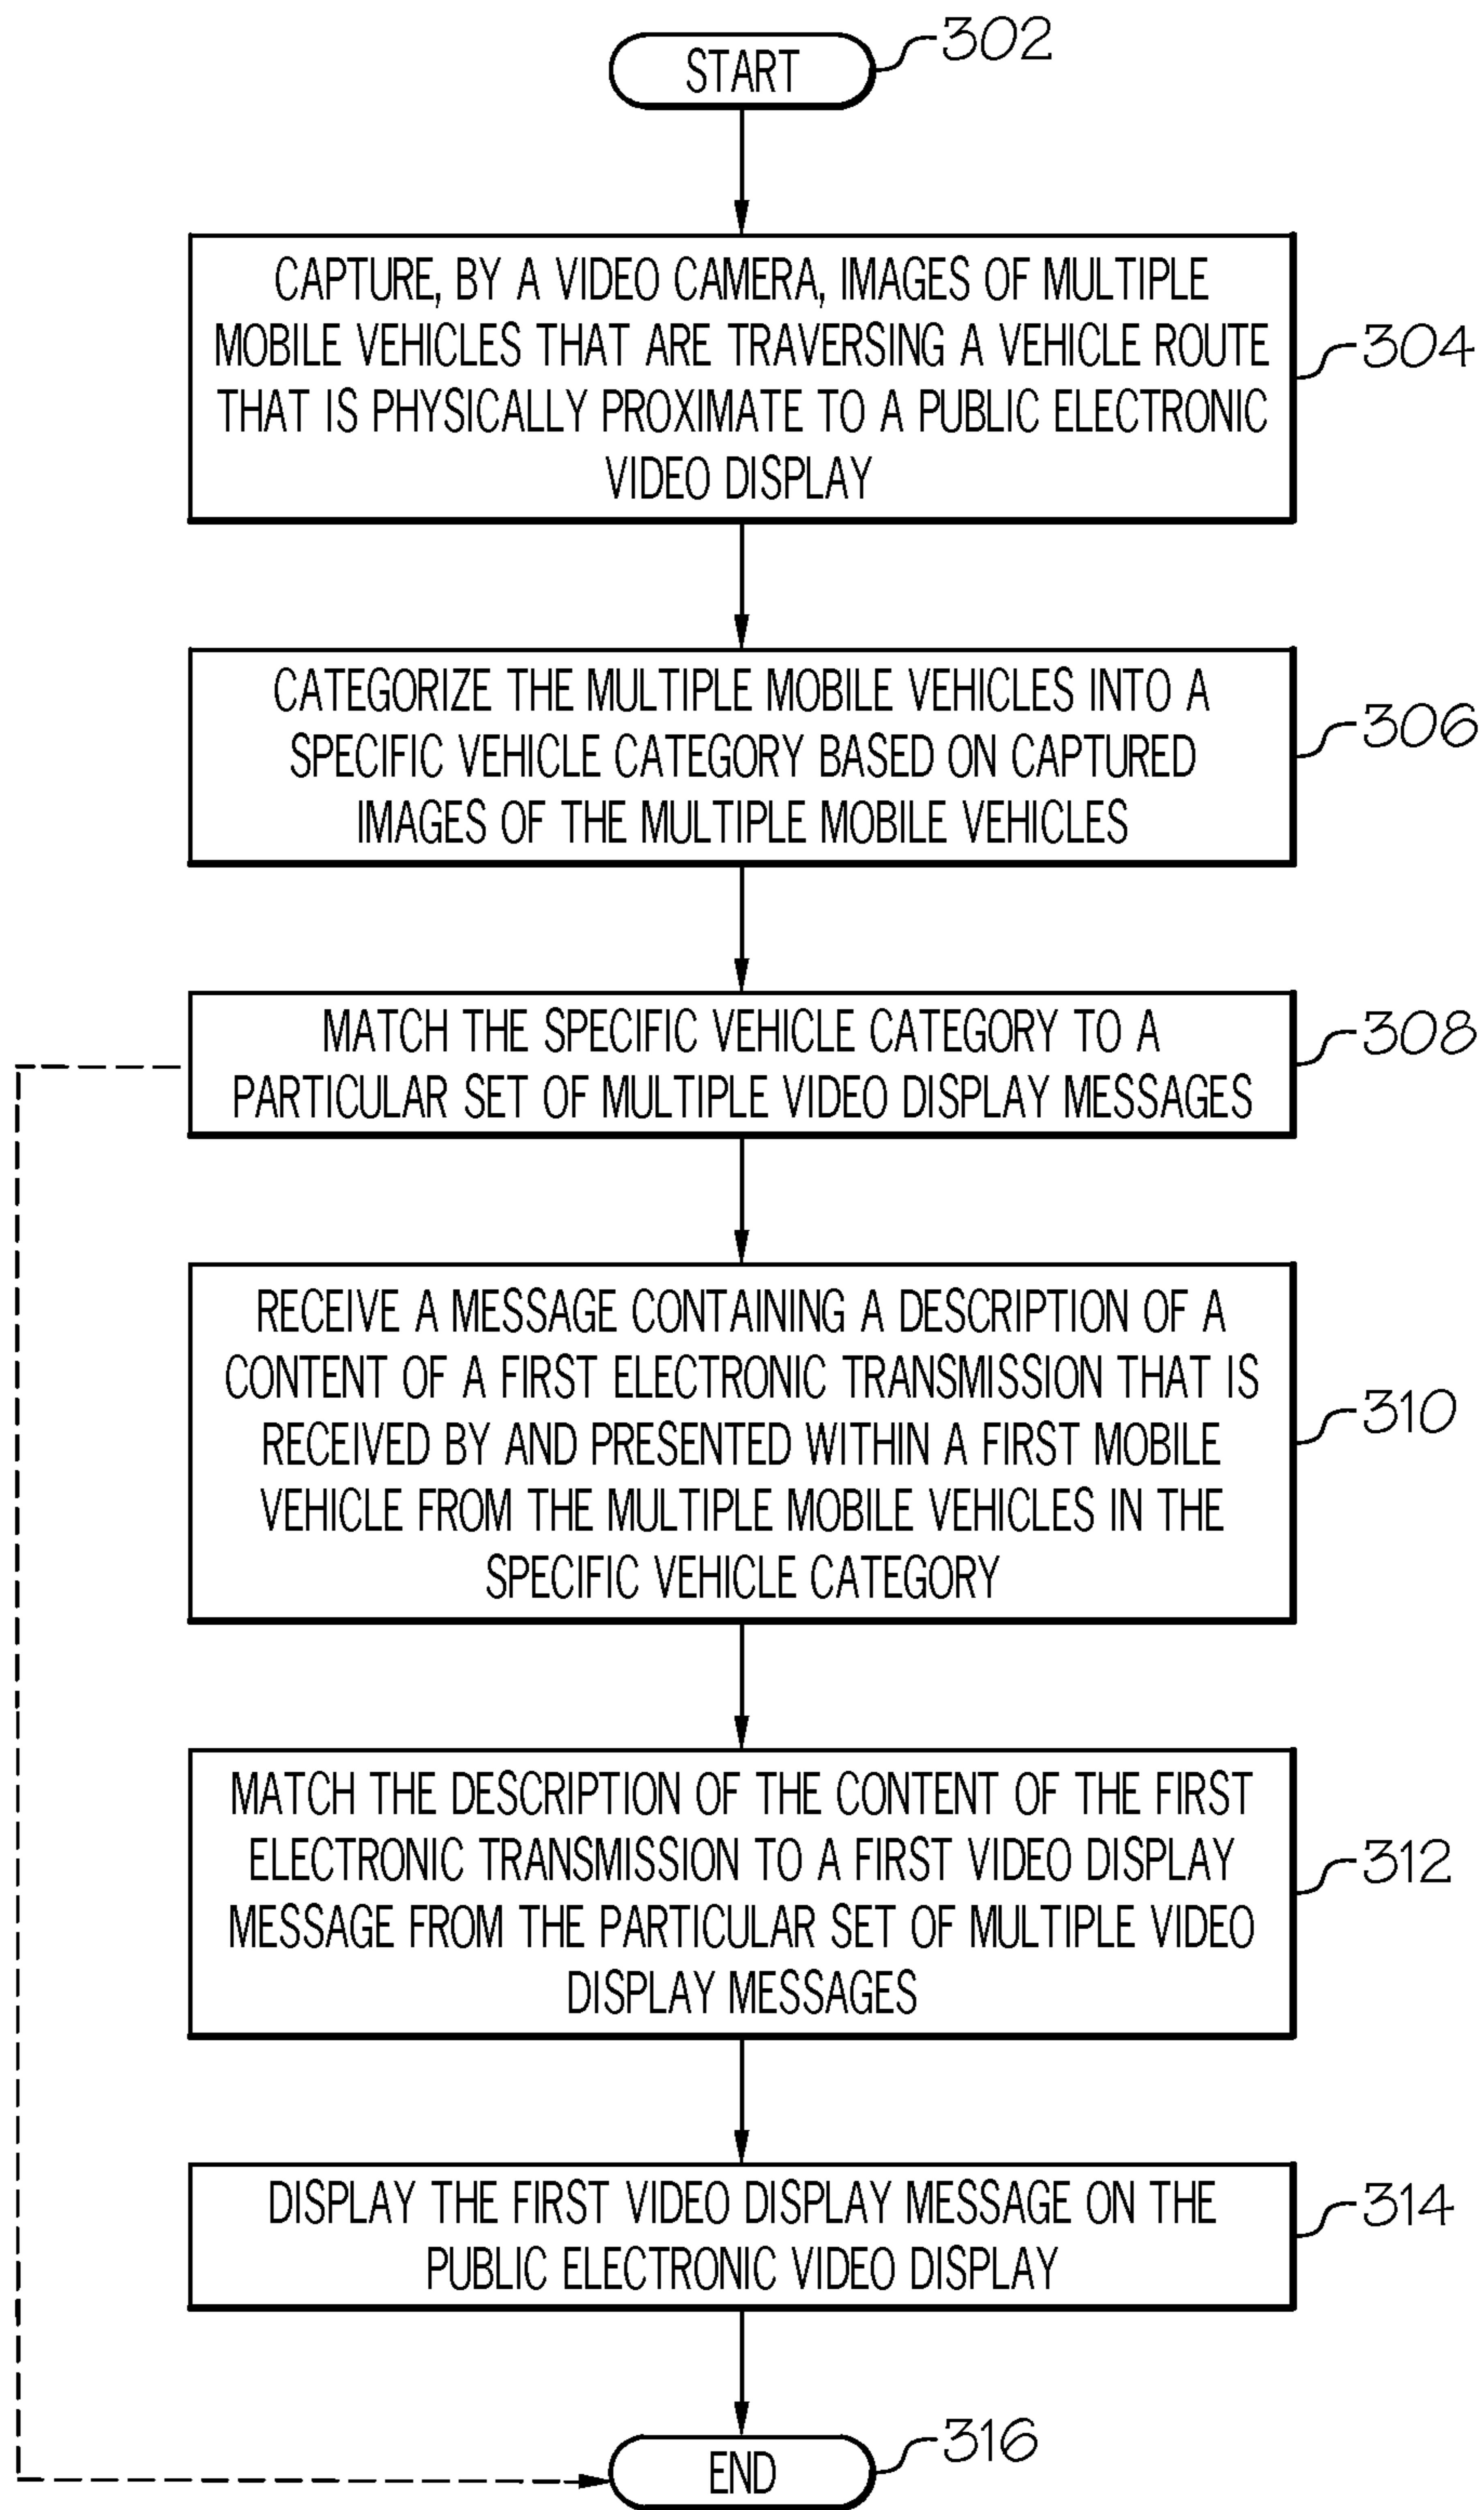 START
302
CAPTURE, BY A VIDEO CAMERA, IMAGES OF MULTIPLE
MOBILE VEHICLES THAT ARE TRAVERSING A VEHICLE ROUTE
THAT IS PHYSICALLY PROXIMATE TO A PUBLIC ELECTRONIC
VIDEO DISPLAY
304
CATEGORIZE THE MULTIPLE MOBILE VEHICLES INTO A
SPECIFIC VEHICLE CATEGORY BASED ON CAPTURED
IMAGES OF THE MULTIPLE MOBILE VEHICLES
306
MATCH THE SPECIFIC VEHICLE CATEGORY TO A
PARTICULAR SET OF MULTIPLE VIDEO DISPLAY MESSAGES
308
RECEIVE A MESSAGE CONTAINING A DESCRIPTION OF A
CONTENT OF A FIRST ELECTRONIC TRANSMISSION THAT IS
RECEIVED BY AND PRESENTED WITHIN A FIRST MOBILE
VEHICLE FROM THE MULTIPLE MOBILE VEHICLES IN THE
SPECIFIC VEHICLE CATEGORY
310
MATCH THE DESCRIPTION OF THE CONTENT OF THE FIRST
ELECTRONIC TRANSMISSION TO A FIRST VIDEO DISPLAY
MESSAGE FROM THE PARTICULAR SET OF MULTIPLE VIDEO
DISPLAY MESSAGES
312
DISPLAY THE FIRST VIDEO DISPLAY MESSAGE ON THE
PUBLIC ELECTRONIC VIDEO DISPLAY
314
END
316